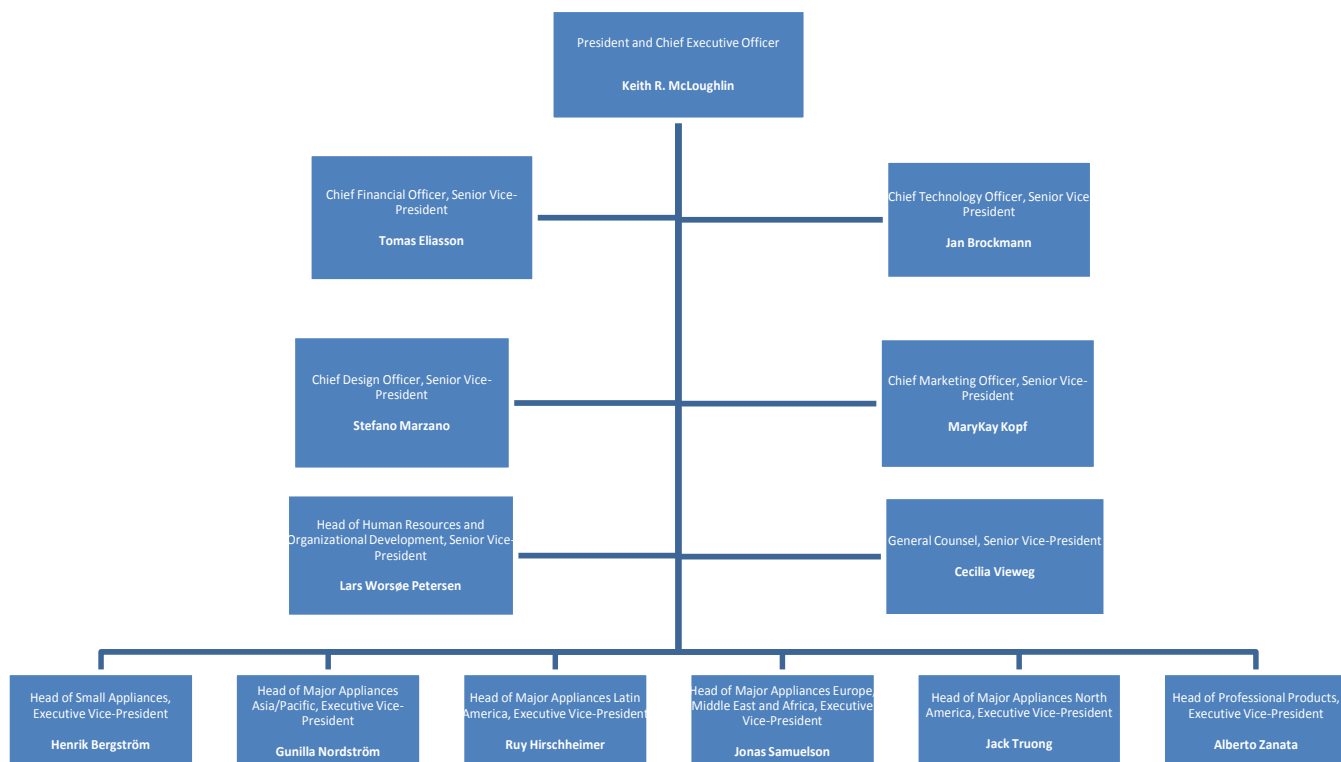 President and Chief Executive Officer
Keith R. McLoughlin
Chief Financial Officer, Senior Vice-
President
Tomas Eliasson
Chief Technology Officer, Senior Vice
President
Jan Brockmann
Chief Design Officer, Senior Vice-
President
Stefano Marzano
Chief Marketing Officer, Senior Vice-
President
MaryKay Kopf
Head of Human Resources and
Organizational Development, Senior Vice-
President
Lars Worsøe Petersen
General Counsel, Senior Vice-President
Cecilia Vieweg
Head of Small Appliances,
Executive Vice-President
Henrik Bergström
Head of Major Appliances
Asia/Pacific, Executive Vice-
President
Gunilla Nordström
Head of Major Appliances Latin
America, Executive Vice-President
Ruy Hirschheimer
Head of Major Appliances Europe,
Middle East and Africa, Executive
Vice-President
Jonas Samuelson
Head of Major Appliances North
America, Executive Vice-President
Jack Truong
Head of Professional Products,
Executive Vice-President
Alberto Zanata